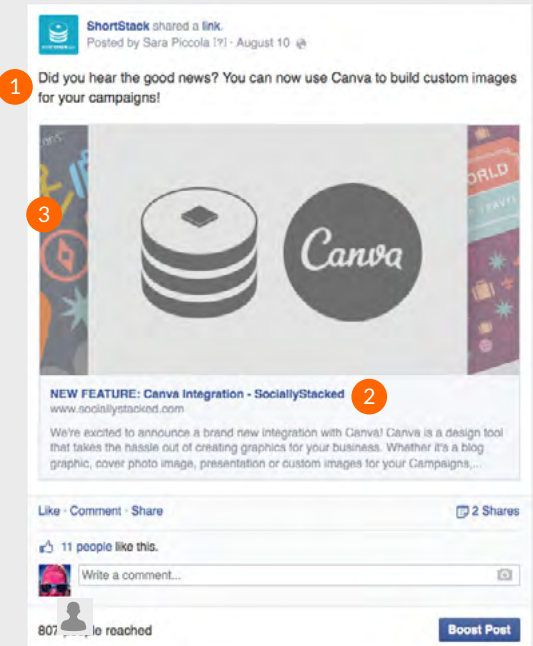 ShortStack shared a link.
Posted by Sara Piccola [?] · August 10
1
Did you hear the good news? You can now use Canva to build custom images
for your campaigns!
3
Canva
ORLD
TRAVEL
NEW FEATURE: Canva Integration - SociallyStacked
2
www.sociallystacked.com
We're excited to announce a brand new integration with Canva! Canva is a design tool
that takes the hassle out of creating graphics for your business. Whether it's a blog
graphic, cover photo image, presentation or custom images for your Campaigns,...
Like · Comment · Share
2 Shares
11 people like this.
Write a comment...
807 le reached
Boost Post